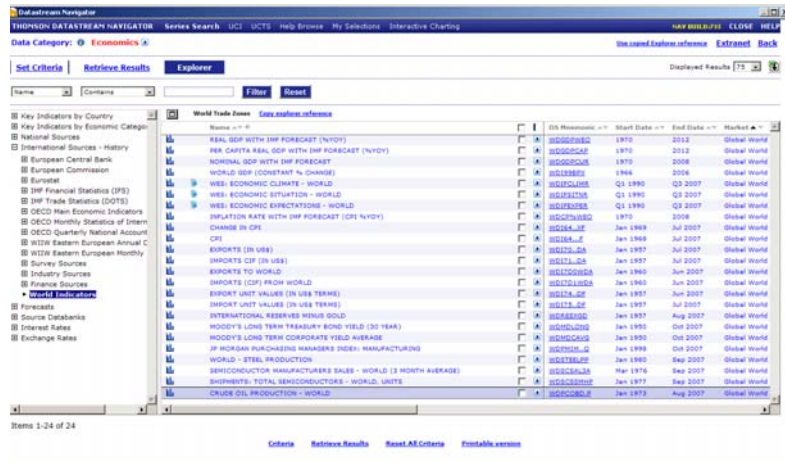 Datastream Navigator
THOMSON DATASTREAM NAVIGATOR Series Search UCI UCTS Help Browse My Selections Interactive Charting CLOSE HELP
Data Category: Economics Use copied Explorer reference Extranet Back
Set Criteria Retrieve Results Explorer Displayed Results 75
Name Contains Filter Reset
World Trade Zones Copy explorer reference
Name DS Mnemonic Start Date End Date Market
Key Indicators by Country
Key Indicators by Economic Categor
National Sources
International Sources - History
European Central Bank
European Commission
Eurostat
IMF Financial Statistics (IFS)
IMF Trade Statistics (DOTS)
OECD Main Economic Indicators
OECD Monthly Statistics of Intern
OECD Quarterly National Account
WIIW Eastern European Annual D
WIIW Eastern European Monthly
Survey Sources
Industry Sources
Finance Sources
World Indicators
Forecasts
Source Databanks
Interest Rates
Exchange Rates
REAL GDP WITH IMF FORECAST (%YOY) 1970 2012 Global World
PER CAPITA REAL GDP WITH IMF FORECAST (%YOY) 1970 2012 Global World
NOMINAL GDP WITH IMF FORECAST 1970 2008 Global World
WORLD GDP (CONSTANT % CHANGE) 1966 2006 Global World
WES: ECONOMIC CLIMATE - WORLD Q1 1990 Q3 2007 Global World
WES: ECONOMIC SITUATION - WORLD Q1 1990 Q3 2007 Global World
WES: ECONOMIC EXPECTATIONS - WORLD Q1 1990 Q3 2007 Global World
INFLATION RATE WITH IMF FORECAST (CPI %YOY) 1970 2008 Global World
CHANGE IN CPI Jan 1969 Jul 2007 Global World
CPI Jan 1968 Jul 2007 Global World
EXPORTS (IN US$) Jan 1957 Jul 2007 Global World
IMPORTS CIF (IN US$) Jan 1957 Jul 2007 Global World
EXPORTS TO WORLD Jan 1960 Jun 2007 Global World
IMPORTS (CIF) FROM WORLD Jan 1960 Jun 2007 Global World
EXPORT UNIT VALUES (IN US$ TERMS) Jan 1957 Jun 2007 Global World
IMPORT UNIT VALUES (IN US$ TERMS) Jan 1957 Jul 2007 Global World
INTERNATIONAL RESERVES MINUS GOLD Jan 1957 Aug 2007 Global World
MOODY'S LONG TERM TREASURY BOND YIELD (30 YEAR) Jan 1950 Oct 2007 Global World
MOODY'S LONG TERM CORPORATE YIELD AVERAGE Jan 1950 Oct 2007 Global World
JP MORGAN PURCHASING MANAGERS INDEX: MANUFACTURING Jan 1998 Sep 2007 Global World
WORLD - STEEL PRODUCTION Jan 1980 Sep 2007 Global World
SEMICONDUCTOR MANUFACTURERS SALES - WORLD (3 MONTH AVERAGE) Mar 1976 Sep 2007 Global World
SHIPMENTS: TOTAL SEMICONDUCTORS - WORLD, UNITS Jan 1977 Sep 2007 Global World
CRUDE OIL PRODUCTION - WORLD Jan 1973 Aug 2007 Global World
Items 1-24 of 24
Criteria Retrieve Results Reset All Criteria Printable version